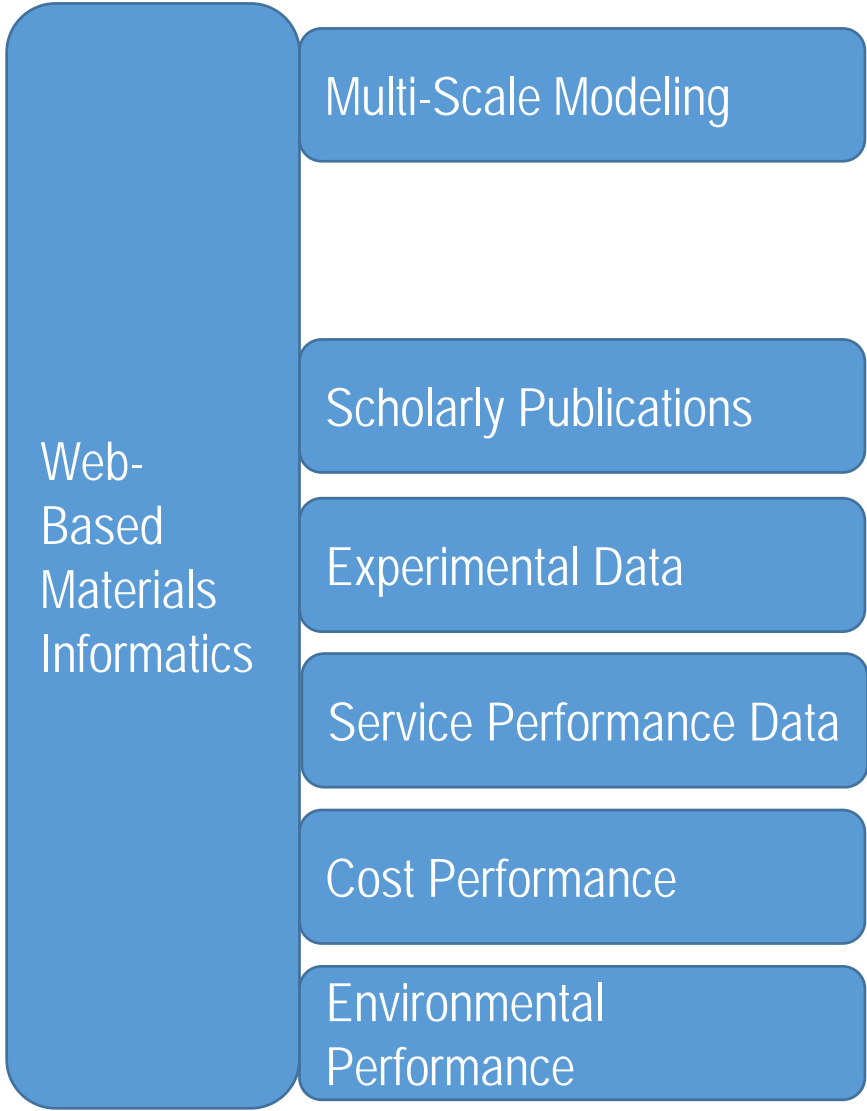 Multi-Scale Modeling
Scholarly Publications
Web-
Based
Materials
Informatics
Experimental Data
Service Performance Data
Cost Performance
Environmental
Performance